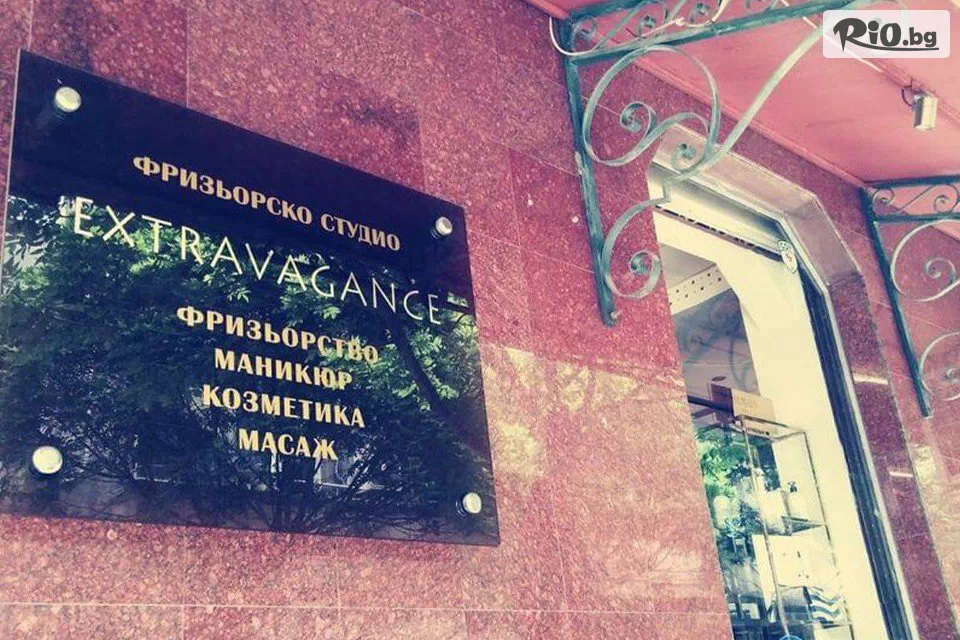 RiO.bg
ФРИЗЬОРСКО СТУДИО
EXTRAVAGANCE
ФРИЗЬОРСТВО
МАНИКЮР
КОЗМЕТИКА
МАСАЖ